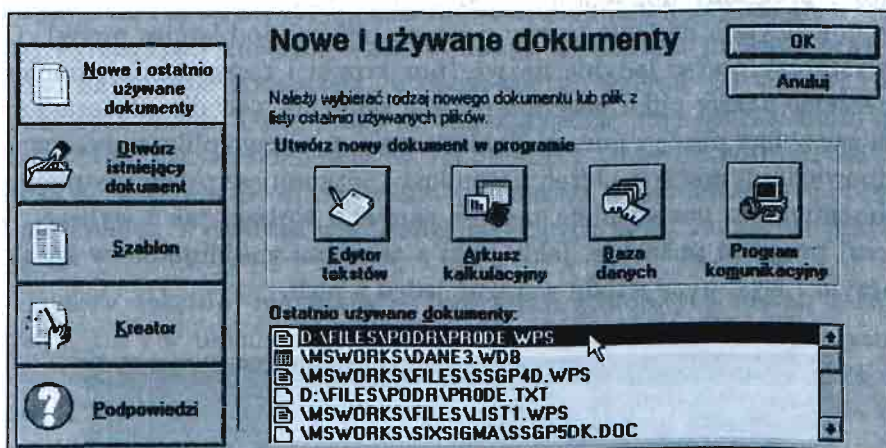 Nowe i ostatnio
używane
dokumenty
Otwórz
istniejący
dokument
Szablon
Kreator
Podpowiedzi
Nowe i używane dokumenty
OK
Anuluj
Należy wybierać rodzaj nowego dokumentu lub plik z
listy ostatnio używanych plików.
Utwórz nowy dokument w programie
Edytor
tekstów
Arkusz
kalkulacyjny
Baza
danych
Program
komunikacyjny
Ostatnio używane dokumenty:
D:\FILES\PODR\PRODE.WPS
\MSWORKS\DANE3.WDB
\MSWORKS\FILES\SSGP4D.WPS
D:\FILES\PODR\PRODE.TXT
\MSWORKS\FILES\LIST1.WPS
\MSWORKS\SIXSIGMA\SSGP5DK.DOC